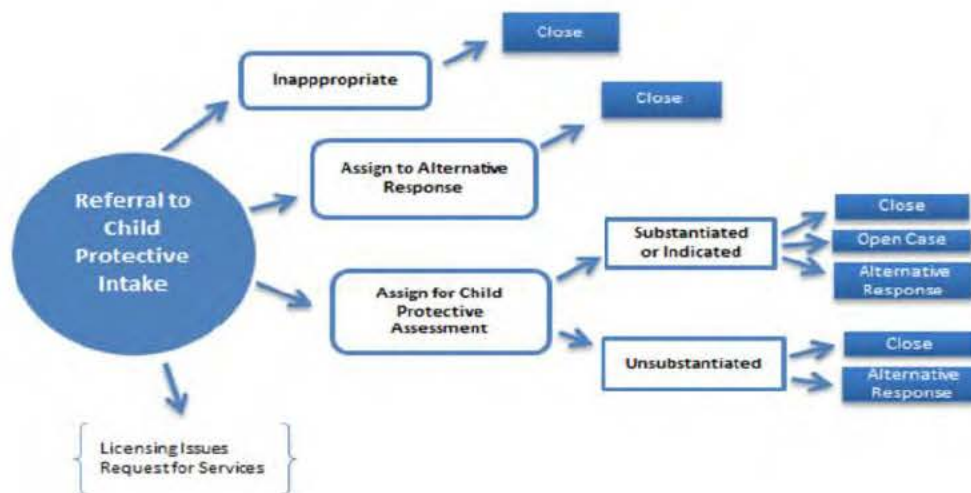 Close
Inapppropriate
Close
Assign to Alternative
Response
Referral to
Child
Protective
Intake
Substantiated
or Indicated
Close
Open Case
Alternative
Response
Assign for Child
Protective
Assessment
Unsubstantiated
Close
Alternative
Response
Licensing Issues
Request for Services